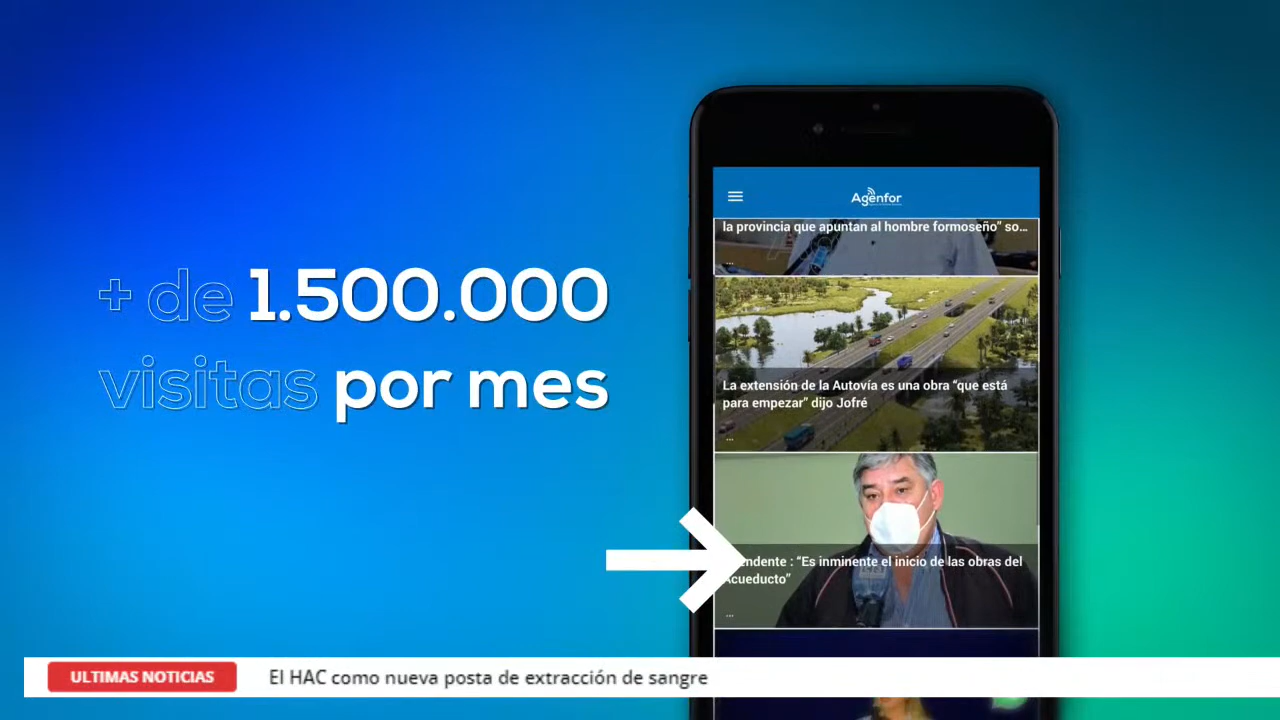 + de 1.500.000
visitas por mes
Agenfor
la provincia que apuntan al hombre formoseño” so...
...
La extensión de la Autovía es una obra “que está
para empezar” dijo Jofré
...
: “Es inminente el inicio de las obras del
Acueducto”
...
ULTIMAS NOTICIAS
El HAC como nueva posta de extracción de sangre